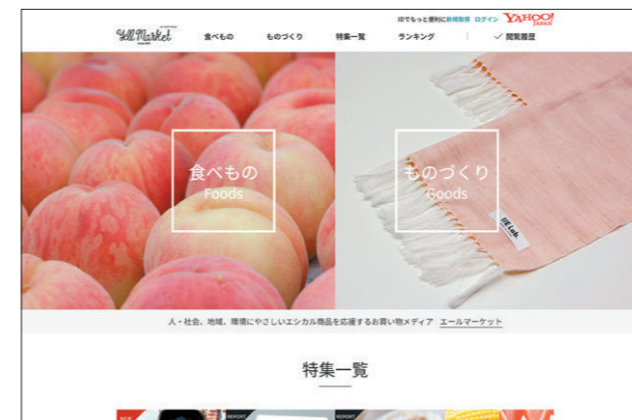 IDでもっと便利に新規取得 ログイン YAHOO!
JAPAN
Yell Market
食べもの ものづくり 特集一覧 ランキング 閲覧履歴
食べもの
Foods
ものづくり
Goods
人・社会、地域、環境にやさしいエシカル商品を応援するお買い物メディア エールマーケット
特集一覧
NEW
REPORT
REPORT